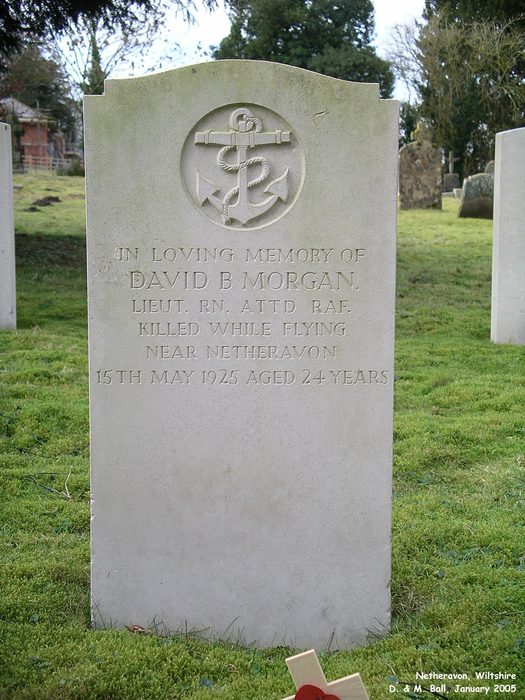 IN LOVING MEMORY OF
DAVID B MORGAN.
LIEUT. RN. ATTD RAF.
KILLED WHILE FLYING
NEAR NETHERAVON
15TH MAY 1925 AGED 24 YEARS
Netheravon, Wiltshire
D. & M. Ball, January 2005